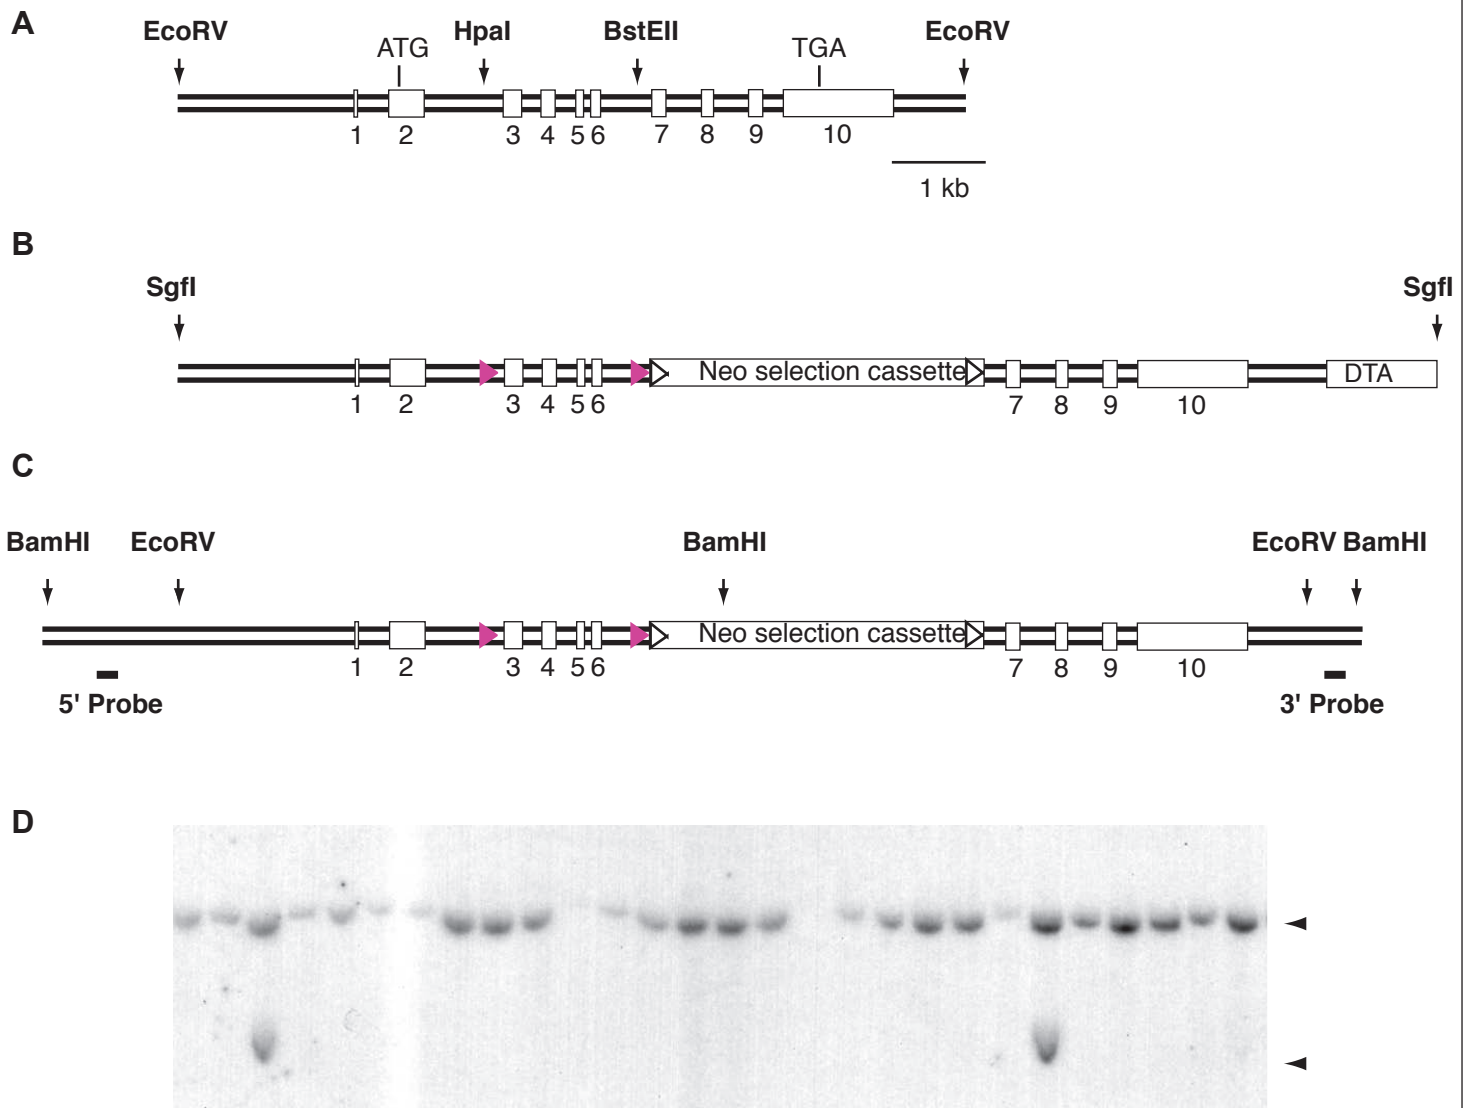 A
EcoRV HpaI BstEII EcoRV
ATG TGA
1 2 3 4 5 6 7 8 9 10
1 kb
B
SgfI SgfI
Neo selection cassette DTA
1 2 3 4 5 6 7 8 9 10
C
BamHI EcoRV BamHI EcoRV BamHI
Neo selection cassette
1 2 3 4 5 6 7 8 9 10
5' Probe 3' Probe
D